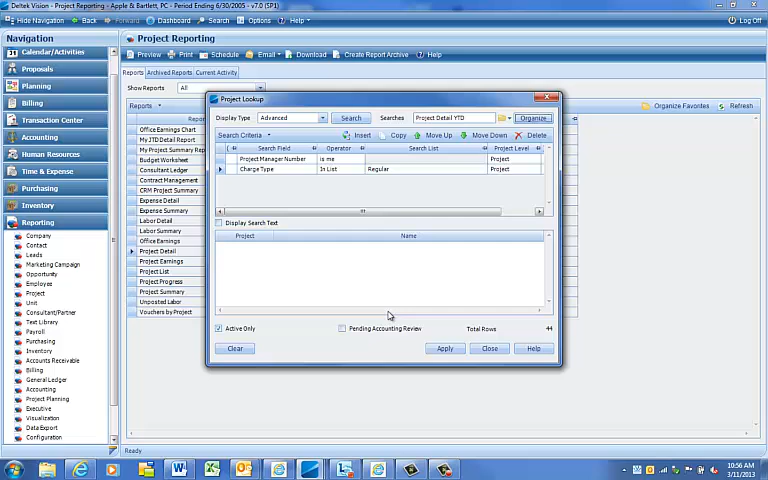 Deltek Vision - Project Reporting - Apple & Bartlett, PC - Period Ending 6/30/2005 - v7.0 (SP1)
Hide Navigation Back Forward Dashboard Search Options Help Log Off
Navigation
Calendar/Activities
Proposals
Planning
Billing
Transaction Center
Accounting
Human Resources
Time & Expense
Purchasing
Inventory
Reporting
Company
Contact
Leads
Marketing Campaign
Opportunity
Employee
Project
Unit
Consultant/Partner
Text Library
Payroll
Purchasing
Inventory
Accounts Receivable
Billing
General Ledger
Accounting
Project Planning
Executive
Visualization
Data Export
Configuration
Project Reporting
Preview Print Schedule Email Download Create Report Archive Help
Reports Archived Reports Current Activity
Show Reports All
Reports
Organize Favorites Refresh
Office Earnings Chart
My JTD Detail Report
My Project Summary Rep
Budget Worksheet
Consultant Ledger
Contract Management
CRM Project Summary
Expense Detail
Expense Summary
Labor Detail
Labor Summary
Office Earnings
Project Detail
Project Earnings
Project List
Project Progress
Project Summary
Unposted Labor
Vouchers by Project
Project Lookup
Display Type Advanced Search Searches Project Detail YTD Organize
Search Criteria Insert Copy Move Up Move Down Delete
( Search Field Operator Search List Project Level
Project Manager Number is me Project
Charge Type In List Regular Project
Display Search Text
Project Name
Active Only Pending Accounting Review Total Rows 44
Clear Apply Close Help
Ready
10:56 AM
3/11/2013